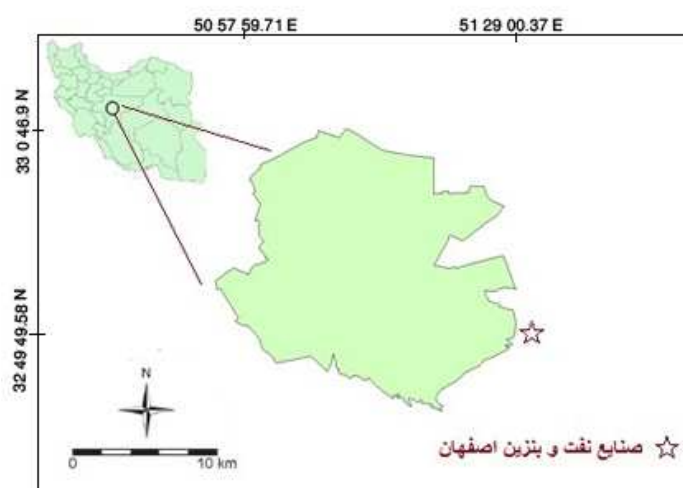 50 57 59.71 E
51 29 00.37 E
33 0 46.9 N
32 49 49.58 N
N
0 10 km
صنایع نفت و بنزین اصفهان